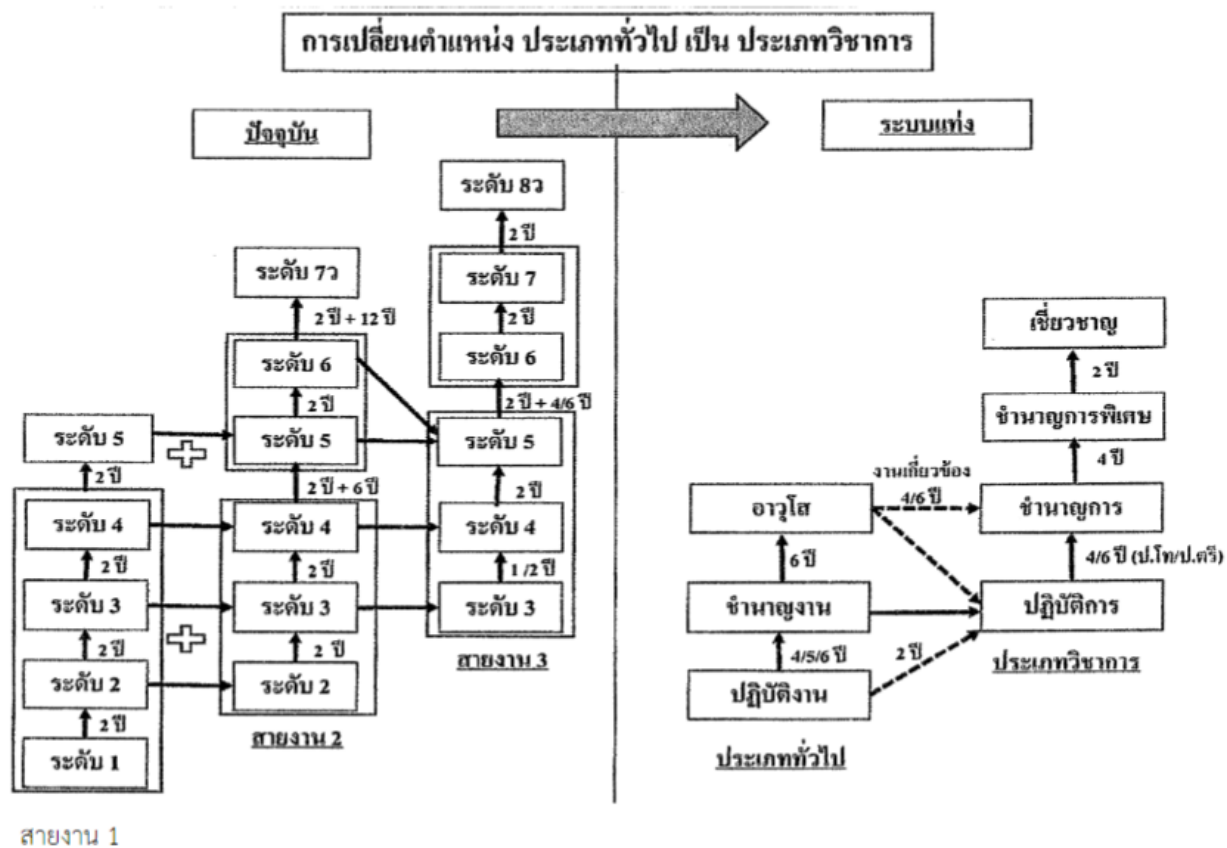 การเปลี่ยนตำแหน่ง ประเภททั่วไป เป็น ประเภทวิชาการ
ปัจจุบัน
ระบบแท่ง
ระดับ 5
2 ปี
ระดับ 4
2 ปี
ระดับ 3
2 ปี
ระดับ 2
2 ปี
ระดับ 1
สายงาน 1
ระดับ 7ว
2 ปี + 12 ปี
ระดับ 6
2 ปี
ระดับ 5
2 ปี + 6 ปี
ระดับ 4
2 ปี
ระดับ 3
2 ปี
ระดับ 2
สายงาน 2
ระดับ 8ว
2 ปี
ระดับ 7
2 ปี
ระดับ 6
2 ปี + 4/6 ปี
ระดับ 5
2 ปี
ระดับ 4
1 /2 ปี
ระดับ 3
สายงาน 3
อาวุโส
6 ปี
ชำนาญงาน
4/5/6 ปี
ปฏิบัติงาน
ประเภททั่วไป
งานเกี่ยวข้อง
4/6 ปี
2 ปี
เชี่ยวชาญ
2 ปี
ชำนาญการพิเศษ
4 ปี
ชำนาญการ
4/6 ปี (ป.โท/ป.ตรี)
ปฏิบัติการ
ประเภทวิชาการ